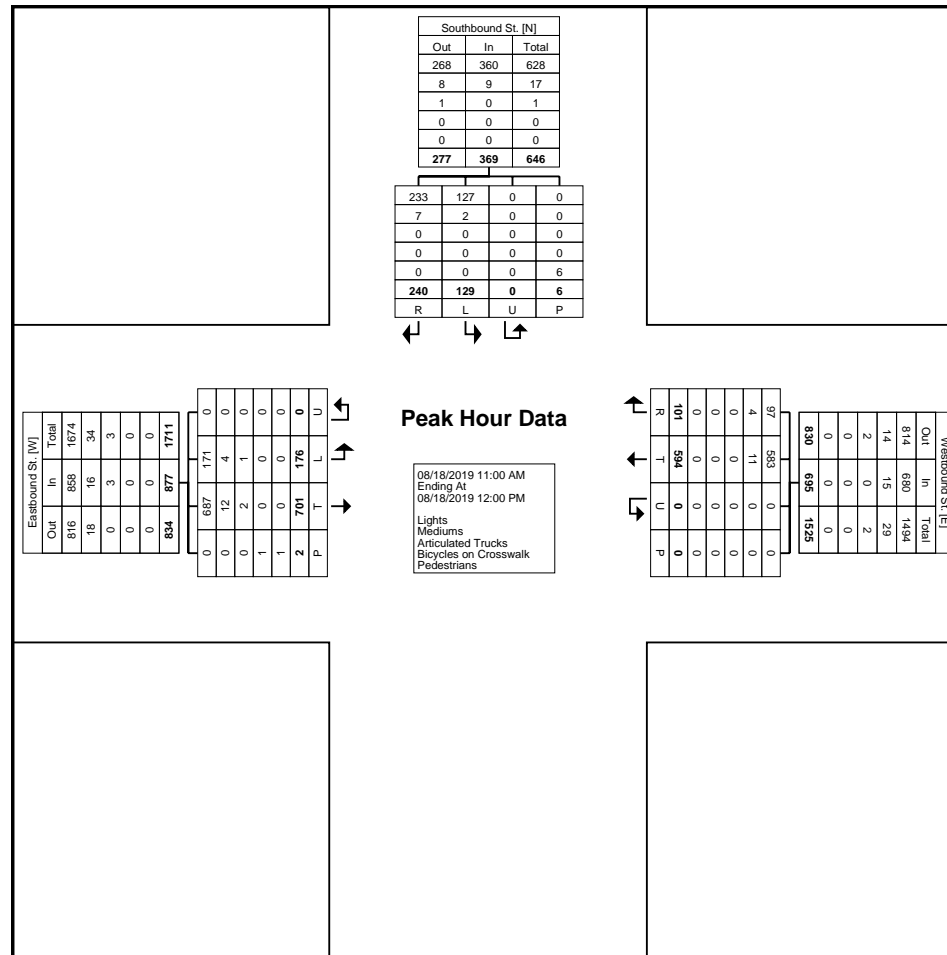 Southbound St. [N]
Out In Total
268 360 628
8 9 17
1 0 1
0 0 0
0 0 0
277 369 646
233 127 0 0
7 2 0 0
0 0 0 0
0 0 0 0
0 0 0 6
240 129 0 6
R L U P
Eastbound St. [W]
Total In Out
1674 858 816
34 16 18
3 3 0
0 0 0
0 0 0
1711 877 834
0 171 687 0
0 4 12 0
0 1 2 0
0 0 0 1
0 0 0 1
0 176 701 2
U L T P
Peak Hour Data
08/18/2019 11:00 AM
Ending At
08/18/2019 12:00 PM
Lights
Mediums
Articulated Trucks
Bicycles on Crosswalk
Pedestrians
Westbound St. [E]
Out In Total
814 680 1494
14 15 29
2 0 2
0 0 0
0 0 0
830 695 1525
97 583 0 0
4 11 0 0
0 0 0 0
0 0 0 0
0 0 0 0
101 594 0 0
R T U P